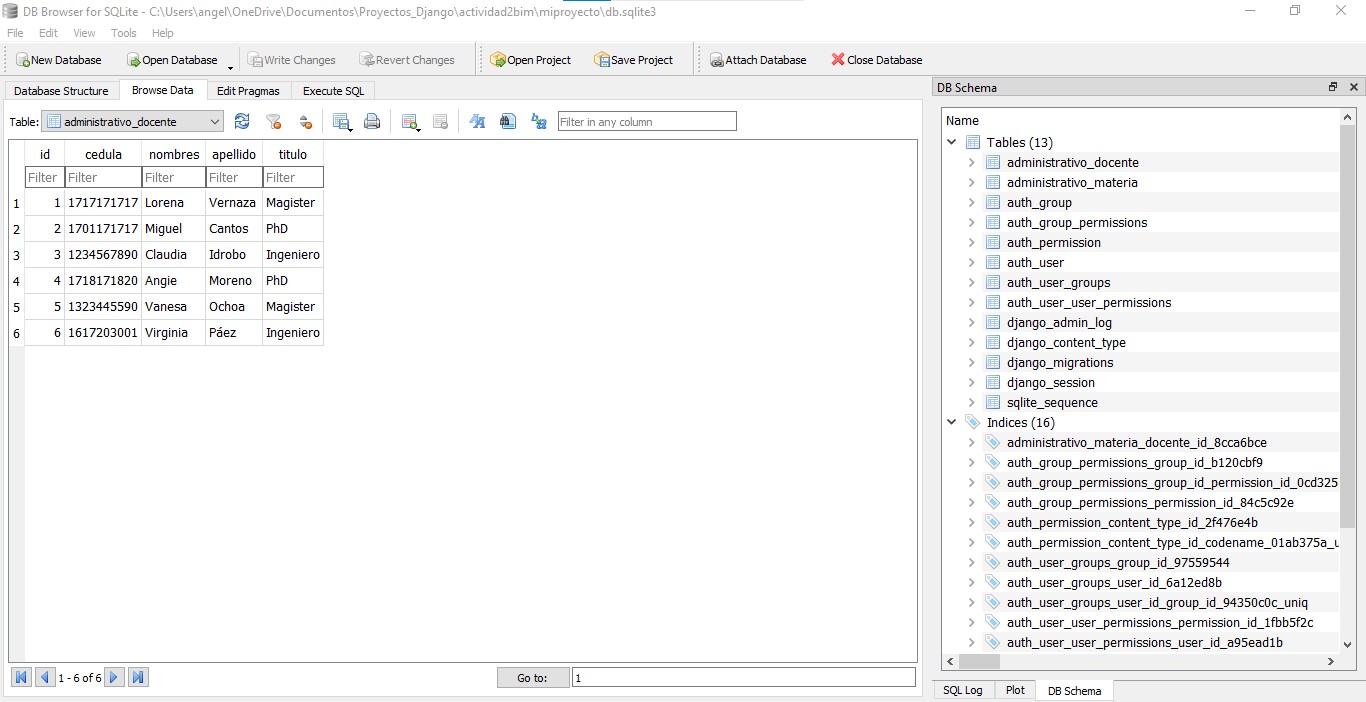 DB Browser for SQLite - C:\Users\angel\OneDrive\Documentos\Proyectos_Django\actividad2bim\miproyecto\db.sqlite3
File Edit View Tools Help
New Database Open Database Write Changes Revert Changes Open Project Save Project Attach Database Close Database
Database Structure Browse Data Edit Pragmas Execute SQL
Table: administrativo_docente Filter in any column
id cedula nombres apellido titulo
Filter Filter Filter Filter Filter
1 1 1717171717 Lorena Vernaza Magister
2 2 1701171717 Miguel Cantos PhD
3 3 1234567890 Claudia Idrobo Ingeniero
4 4 1718171820 Angie Moreno PhD
5 5 1323445590 Vanesa Ochoa Magister
6 6 1617203001 Virginia Páez Ingeniero
1 - 6 of 6 Go to: 1
DB Schema
Name
Tables (13)
administrativo_docente
administrativo_materia
auth_group
auth_group_permissions
auth_permission
auth_user
auth_user_groups
auth_user_user_permissions
django_admin_log
django_content_type
django_migrations
django_session
sqlite_sequence
Indices (16)
administrativo_materia_docente_id_8cca6bce
auth_group_permissions_group_id_b120cbf9
auth_group_permissions_group_id_permission_id_0cd325
auth_group_permissions_permission_id_84c5c92e
auth_permission_content_type_id_2f476e4b
auth_permission_content_type_id_codename_01ab375a_u
auth_user_groups_group_id_97559544
auth_user_groups_user_id_6a12ed8b
auth_user_groups_user_id_group_id_94350c0c_uniq
auth_user_user_permissions_permission_id_1fbb5f2c
auth_user_user_permissions_user_id_a95ead1b
SQL Log Plot DB Schema